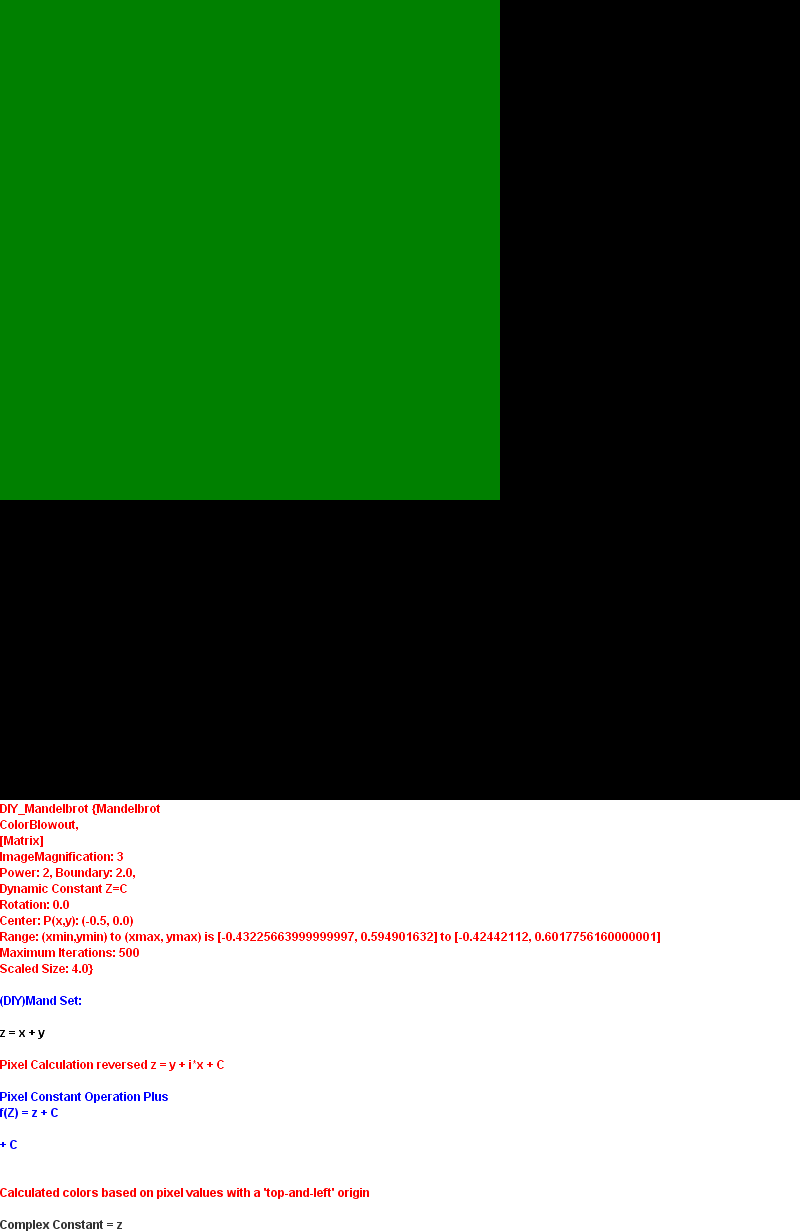 DIY_Mandelbrot {Mandelbrot
ColorBlowout,
[Matrix]
ImageMagnification: 3
Power: 2, Boundary: 2.0,
Dynamic Constant Z=C
Rotation: 0.0
Center: P(x,y): (-0.5, 0.0)
Range: (xmin,ymin) to (xmax, ymax) is [-0.43225663999999997, 0.594901632] to [-0.42442112, 0.6017756160000001]
Maximum Iterations: 500
Scaled Size: 4.0}
(DIY)Mand Set:
z = x + y
Pixel Calculation reversed z = y + i*x + C
Pixel Constant Operation Plus
f(Z) = z + C
+ C
Calculated colors based on pixel values with a 'top-and-left' origin
Complex Constant = z